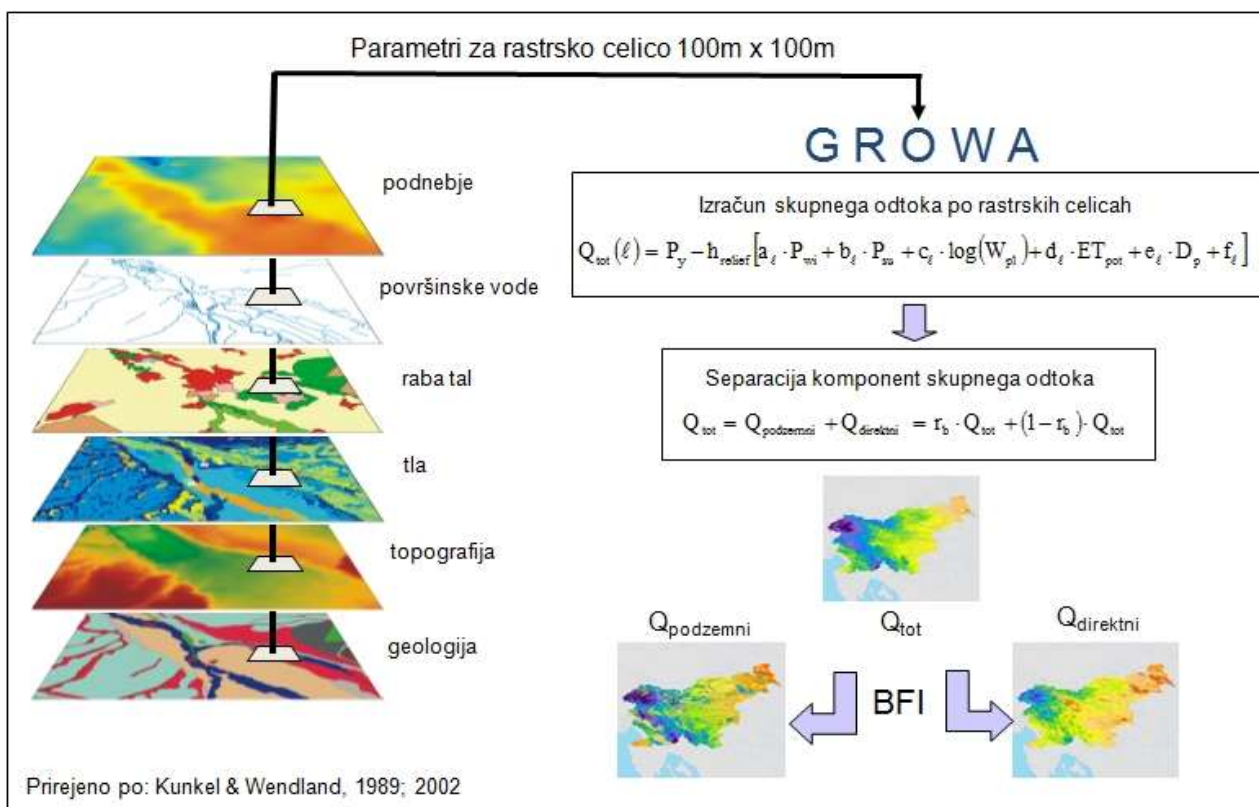 Parametri za rastrsko celico 100m x 100m
podnebje
površinske vode
raba tal
tla
topografija
geologija
G R O W A
Izračun skupnega odtoka po rastrskih celicah
Q_tot(ℓ) = P_y − h_relief[a_ℓ · P_wi + b_ℓ · P_su + c_ℓ · log(W_pl) + d_ℓ · ET_pot + e_ℓ · D_p + f_ℓ]
Separacija komponent skupnega odtoka
Q_tot = Q_podzemni + Q_direktni = r_b · Q_tot + (1 − r_b) · Q_tot
Q_podzemni
Q_tot
Q_direktni
BFI
Prirejeno po: Kunkel & Wendland, 1989; 2002